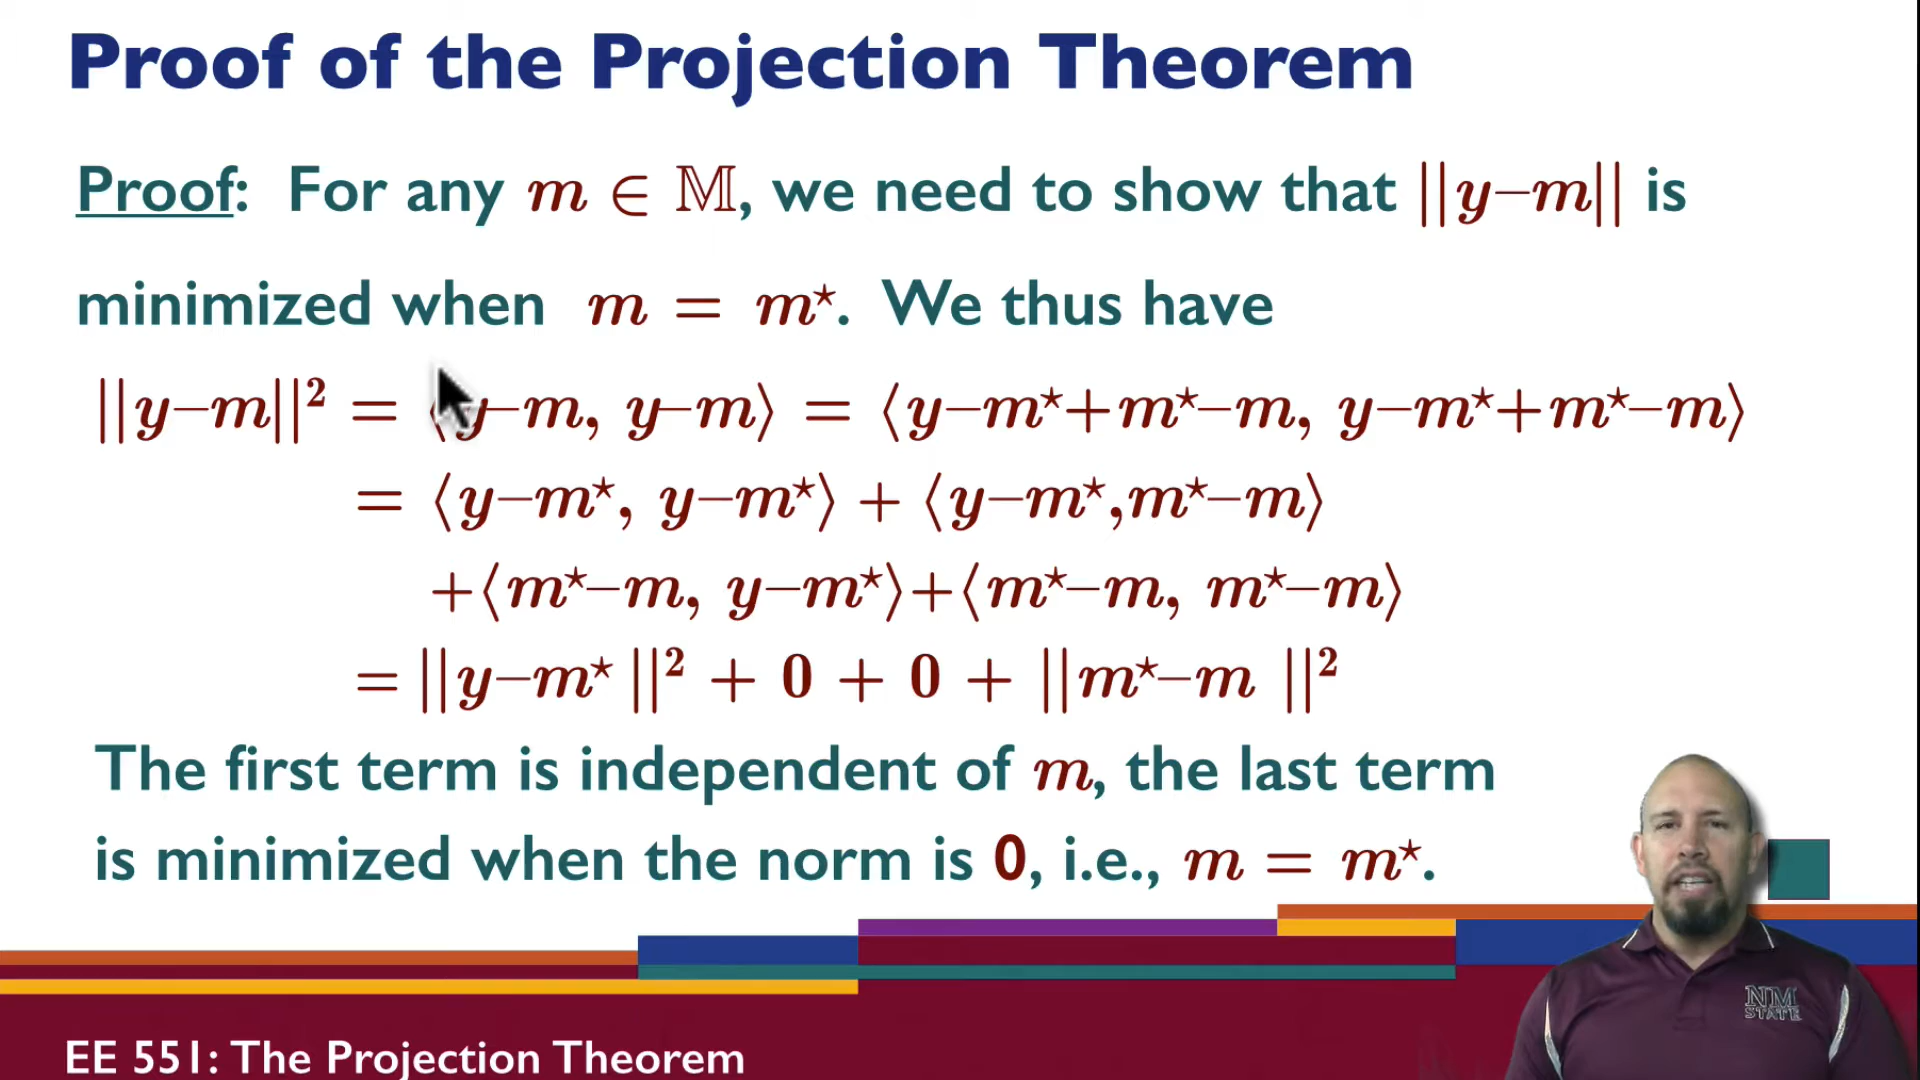 Proof of the Projection Theorem
Proof: For any m ∈ 𝕄, we need to show that ||y–m|| is
minimized when m = m⋆. We thus have
||y–m||² = ⟨y–m, y–m⟩ = ⟨y–m⋆+m⋆–m, y–m⋆+m⋆–m⟩
= ⟨y–m⋆, y–m⋆⟩ + ⟨y–m⋆,m⋆–m⟩
+⟨m⋆–m, y–m⋆⟩+⟨m⋆–m, m⋆–m⟩
= ||y–m⋆ ||² + 0 + 0 + ||m⋆–m ||²
The first term is independent of m, the last term
is minimized when the norm is 0, i.e., m = m⋆.
NM
STATE
EE 551: The Projection Theorem